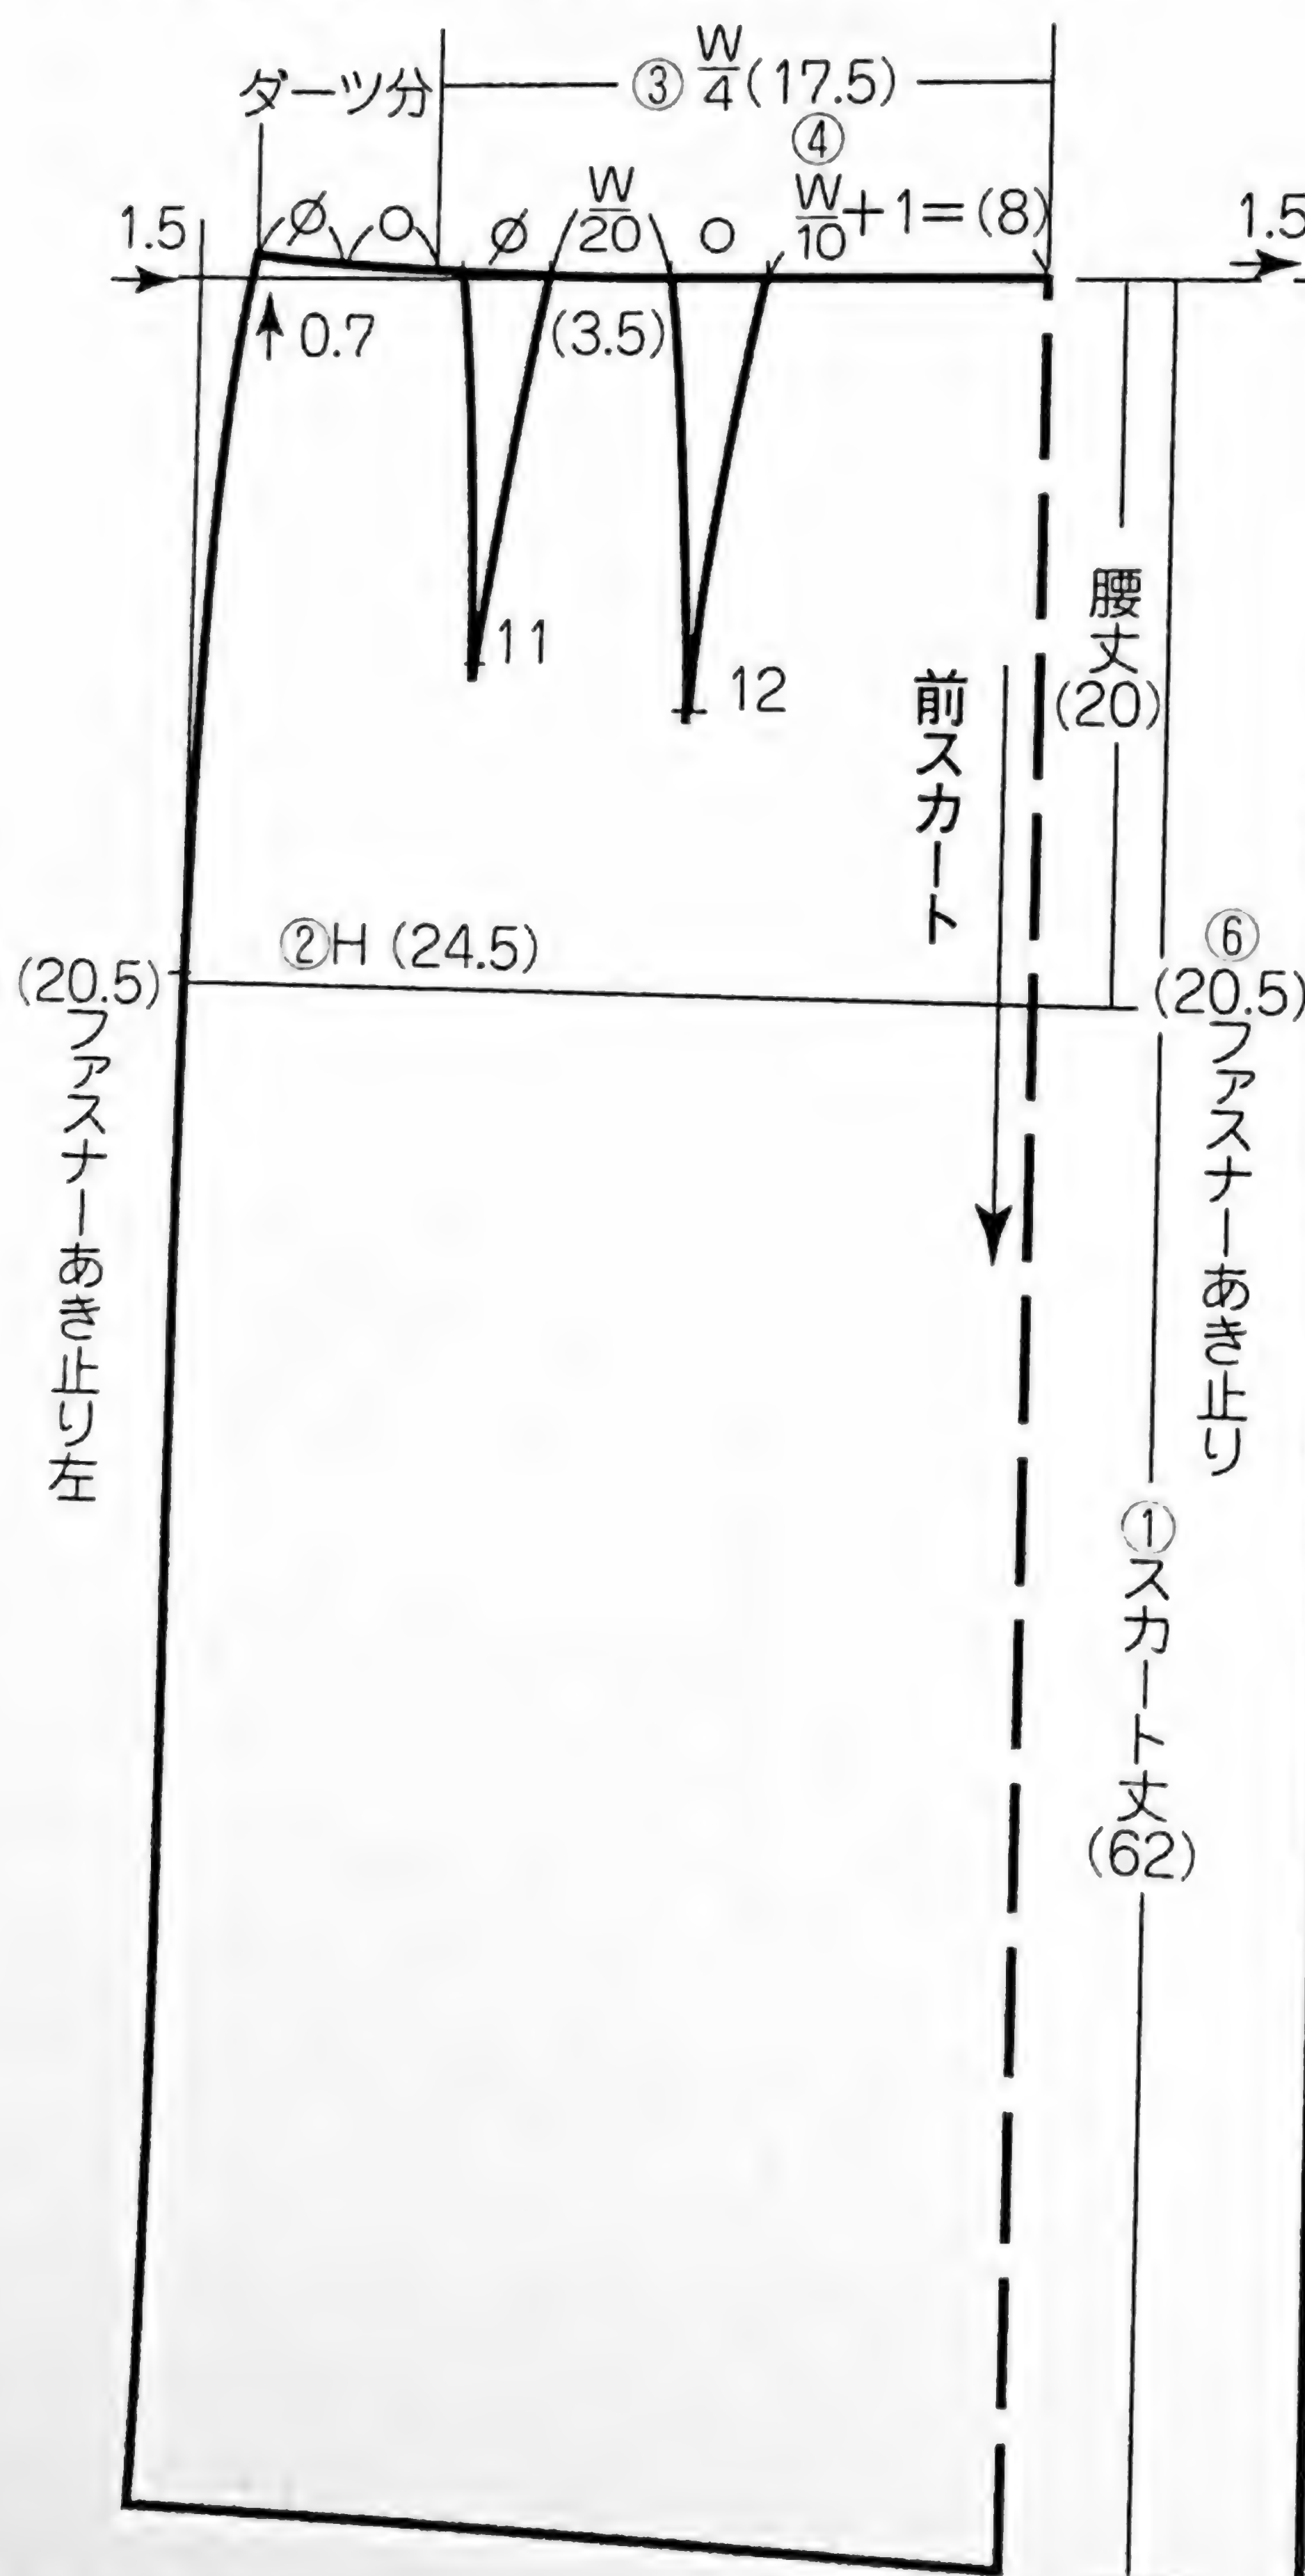 ダーツ分
③ W/4 (17.5)
④
1.5
φ
○
φ
W/20
○
W/10 +1=(8)
1.5
0.7
(3.5)
11
12
腰丈
(20)
前スカート
②H (24.5)
(20.5)
ファスナーあき止り左
⑥
(20.5)
ファスナーあき止り
①スカート丈
(62)